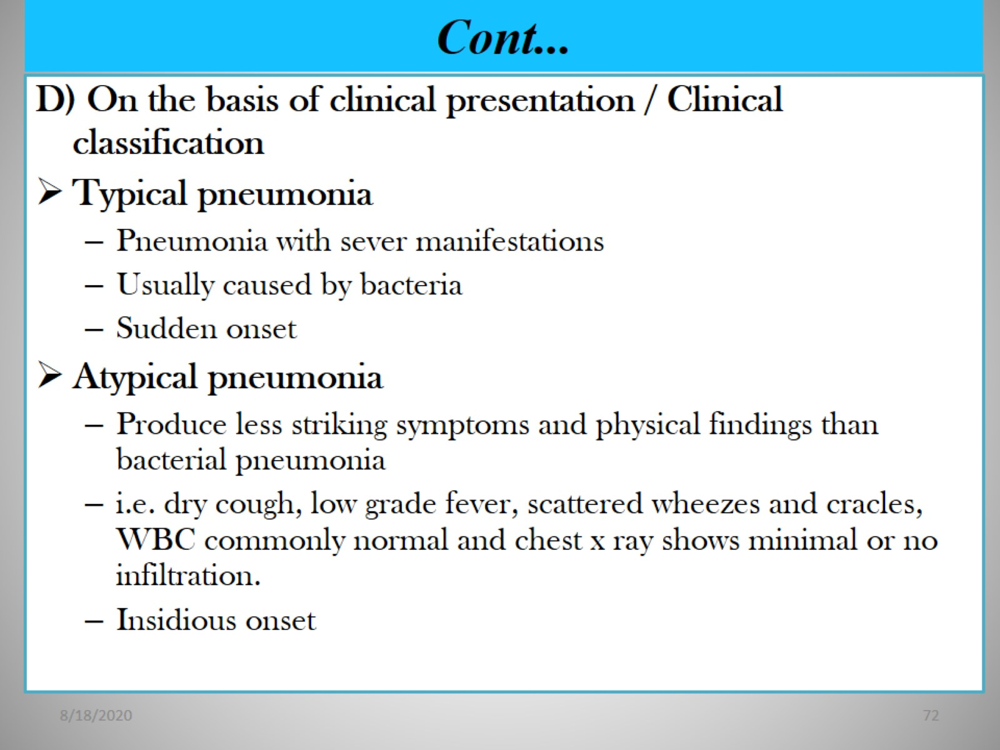 Cont...
D) On the basis of clinical presentation / Clinical
classification
➢ Typical pneumonia
– Pneumonia with sever manifestations
– Usually caused by bacteria
– Sudden onset
➢ Atypical pneumonia
– Produce less striking symptoms and physical findings than
bacterial pneumonia
– i.e. dry cough, low grade fever, scattered wheezes and cracles,
WBC commonly normal and chest x ray shows minimal or no
infiltration.
– Insidious onset
8/18/2020
72